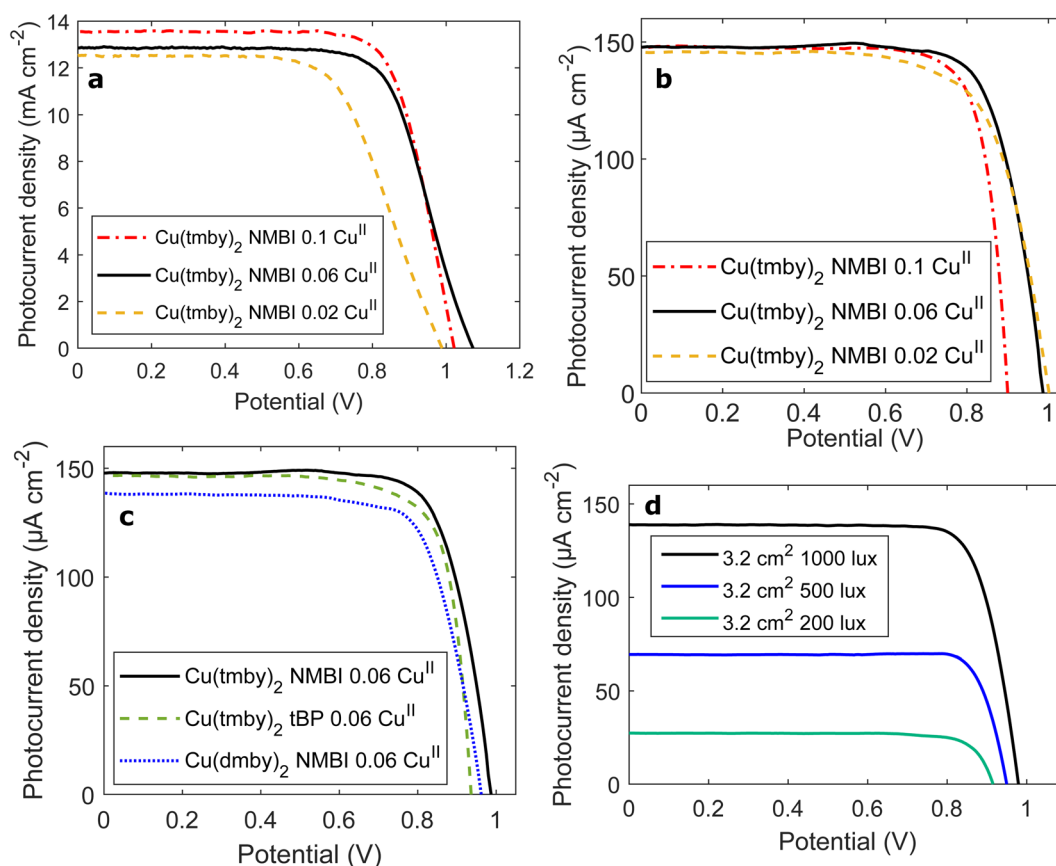 a
Photocurrent density (mA cm⁻²)
14
12
10
8
6
4
2
0
Cu(tmby)₂ NMBI 0.1 Cuᴵᴵ
Cu(tmby)₂ NMBI 0.06 Cuᴵᴵ
Cu(tmby)₂ NMBI 0.02 Cuᴵᴵ
0 0.2 0.4 0.6 0.8 1 1.2
Potential (V)
b
Photocurrent density (µA cm⁻²)
150
100
50
0
Cu(tmby)₂ NMBI 0.1 Cuᴵᴵ
Cu(tmby)₂ NMBI 0.06 Cuᴵᴵ
Cu(tmby)₂ NMBI 0.02 Cuᴵᴵ
0 0.2 0.4 0.6 0.8 1
Potential (V)
c
Photocurrent density (µA cm⁻²)
150
100
50
0
Cu(tmby)₂ NMBI 0.06 Cuᴵᴵ
Cu(tmby)₂ tBP 0.06 Cuᴵᴵ
Cu(dmby)₂ NMBI 0.06 Cuᴵᴵ
0 0.2 0.4 0.6 0.8 1
Potential (V)
d
Photocurrent density (µA cm⁻²)
150
100
50
0
3.2 cm² 1000 lux
3.2 cm² 500 lux
3.2 cm² 200 lux
0 0.2 0.4 0.6 0.8 1
Potential (V)